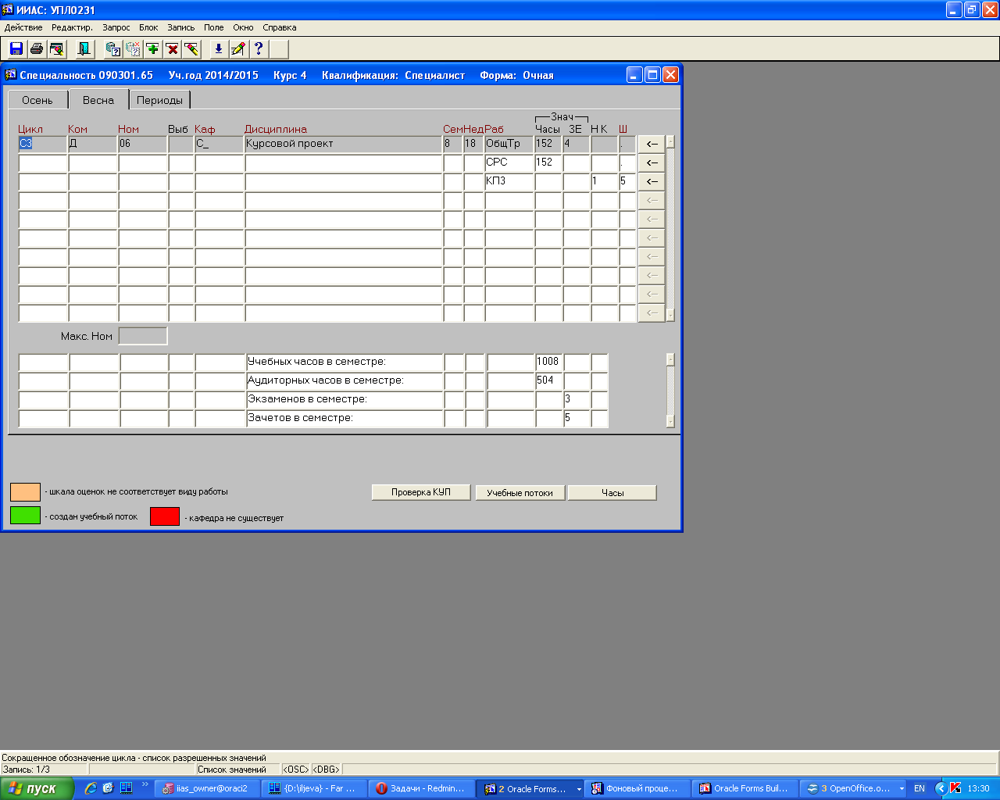 ИИАС: УПЛ0231
Действие Редактир. Запрос Блок Запись Поле Окно Справка
Специальность 090301.65 Уч.год 2014/2015 Курс 4 Квалификация: Специалист Форма: Очная
Осень Весна Периоды
Знач
Цикл Ком Ном Выб Каф Дисциплина Сем Нед Раб Часы ЗЕ Н К Ш
С3 Д 06 С_ Курсовой проект 8 18 ОбщТр 152 4 . <--
СРС 152 . <--
КПЗ 1 5 <--
<--
<--
<--
<--
<--
<--
<--
Макс. Ном
Учебных часов в семестре: 1008
Аудиторных часов в семестре: 504
Экзаменов в семестре: 3
Зачетов в семестре: 5
- шкала оценок не соответствует виду работы
Проверка КУП Учебные потоки Часы
- создан учебный поток - кафедра не существует
Сокращенное обозначение цикла - список разрешенных значений
Запись: 1/3 Список значений <OSC> <DBG>
пуск » iias_owner@oraci2 {D:\iljeva} - Far ... Задачи - Redmin... 2 Oracle Forms... Фоновый проце... Oracle Forms Buil... 3 OpenOffice.o... EN 13:30